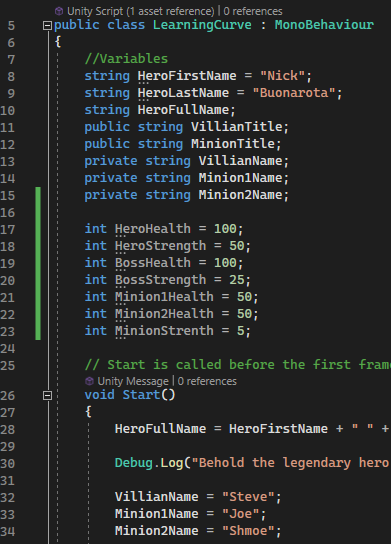 Unity Script (1 asset reference) | 0 references
5 public class LearningCurve : MonoBehaviour
6 {
7 //Variables
8 string HeroFirstName = "Nick";
9 string HeroLastName = "Buonarota";
10 string HeroFullName;
11 public string VillianTitle;
12 public string MinionTitle;
13 private string VillianName;
14 private string Minion1Name;
15 private string Minion2Name;
16
17 int HeroHealth = 100;
18 int HeroStrength = 50;
19 int BossHealth = 100;
20 int BossStrength = 25;
21 int Minion1Health = 50;
22 int Minion2Health = 50;
23 int MinionStrenth = 5;
24
25 // Start is called before the first frame
Unity Message | 0 references
26 void Start()
27 {
28 HeroFullName = HeroFirstName + " " +
29
30 Debug.Log("Behold the legendary hero
31
32 VillianName = "Steve";
33 Minion1Name = "Joe";
34 Minion2Name = "Shmoe";